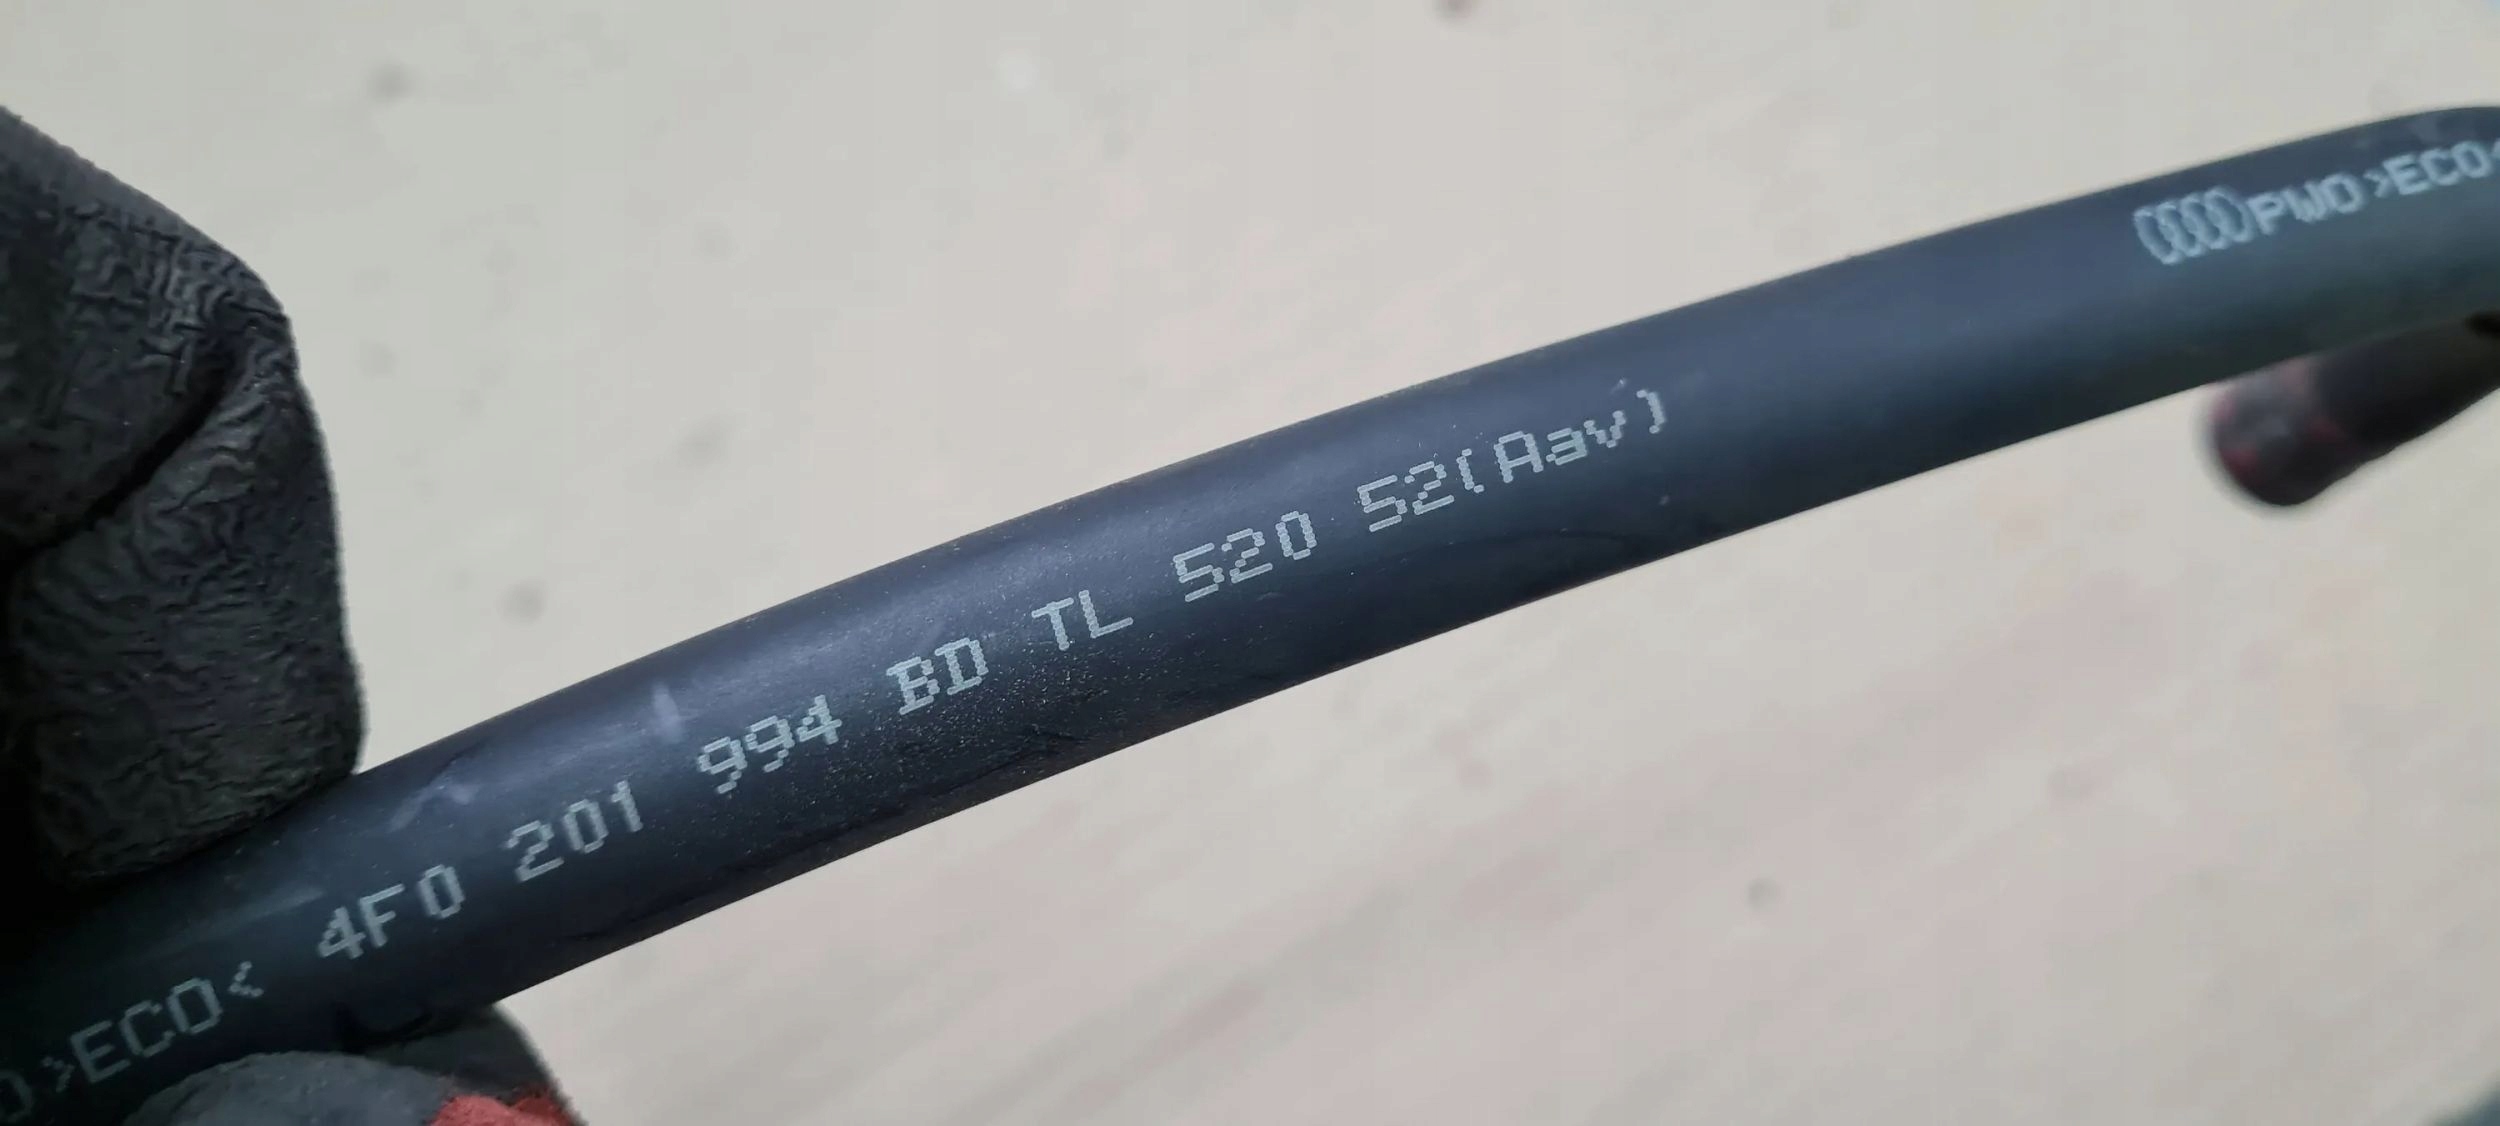 >ECO< 4F0 201 994 BD TL 520 52(Aav) PWO >ECO<